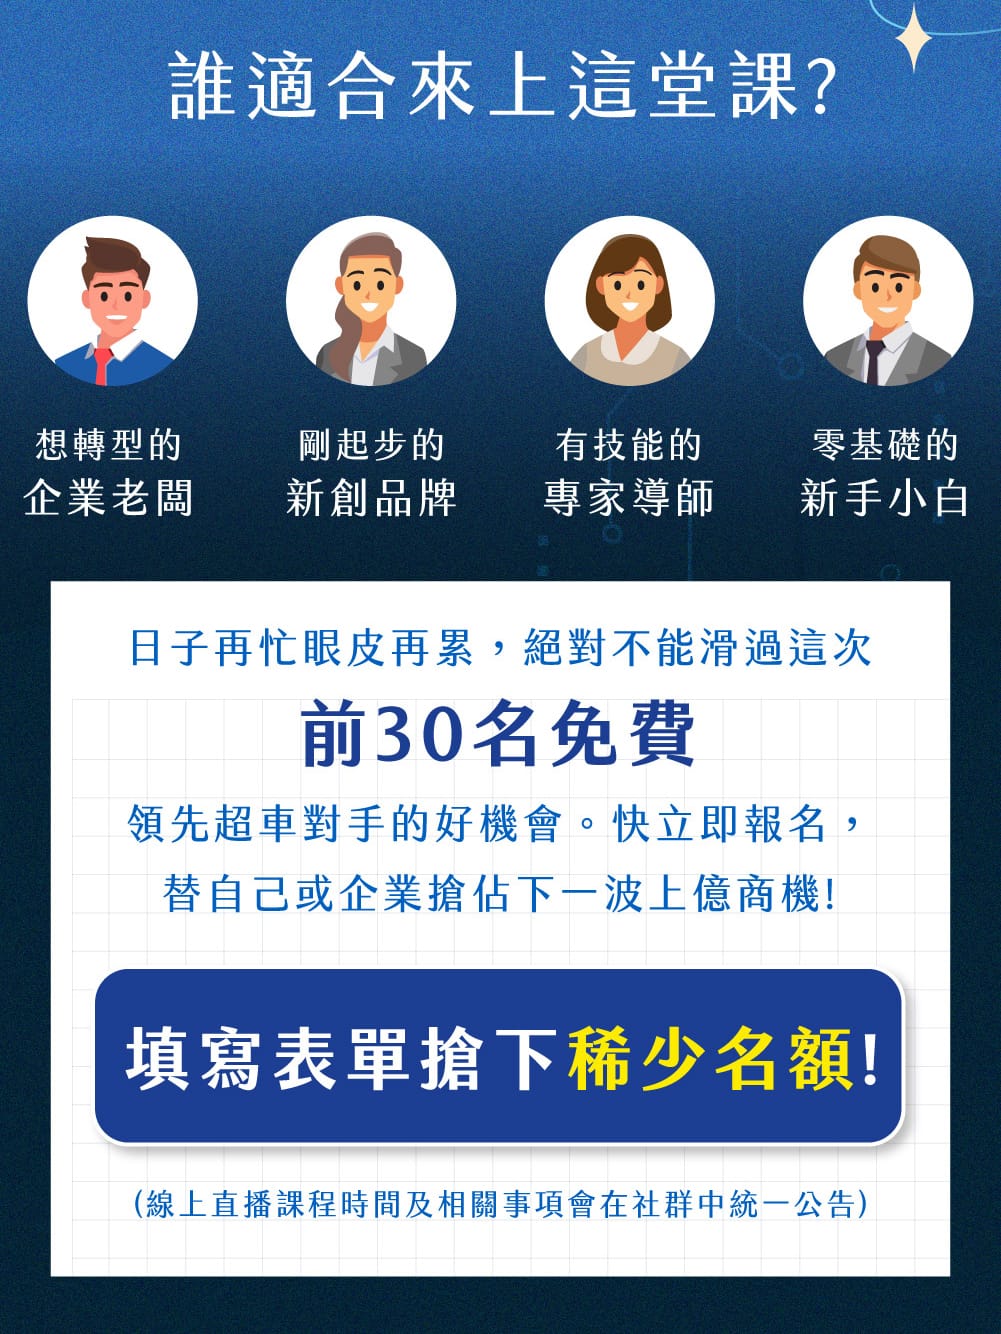 誰適合來上這堂課?
想轉型的
企業老闆
剛起步的
新創品牌
有技能的
專家導師
零基礎的
新手小白
日子再忙眼皮再累，絕對不能滑過這次
前30名免費
領先超車對手的好機會。快立即報名，
替自己或企業搶佔下一波上億商機!
填寫表單搶下稀少名額!
(線上直播課程時間及相關事項會在社群中統一公告)